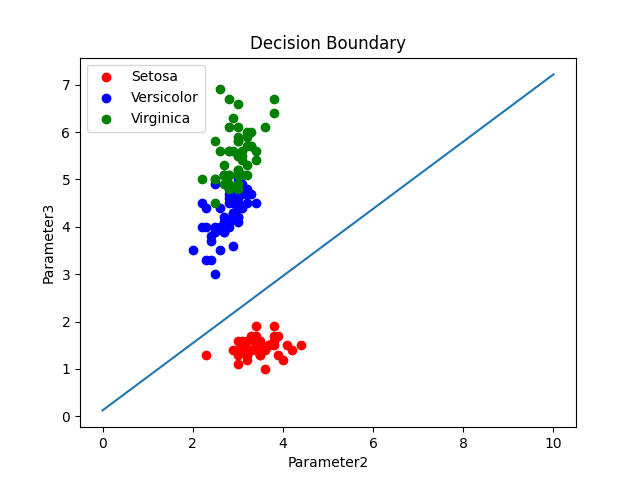 Decision Boundary
Setosa
Versicolor
Virginica
7
6
5
4
3
2
1
0
Parameter3
0 2 4 6 8 10
Parameter2